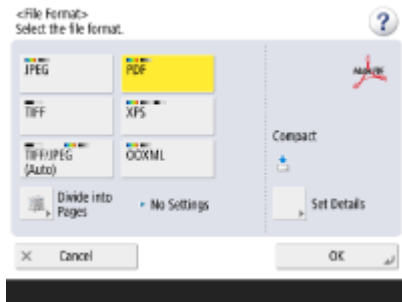 <File Format>
Select the file format.
?
JPEG
PDF
TIFF
XPS
TIFF/JPEG
(Auto)
OOXML
Compact
Divide into
Pages
No Settings
Set Details
Cancel
OK